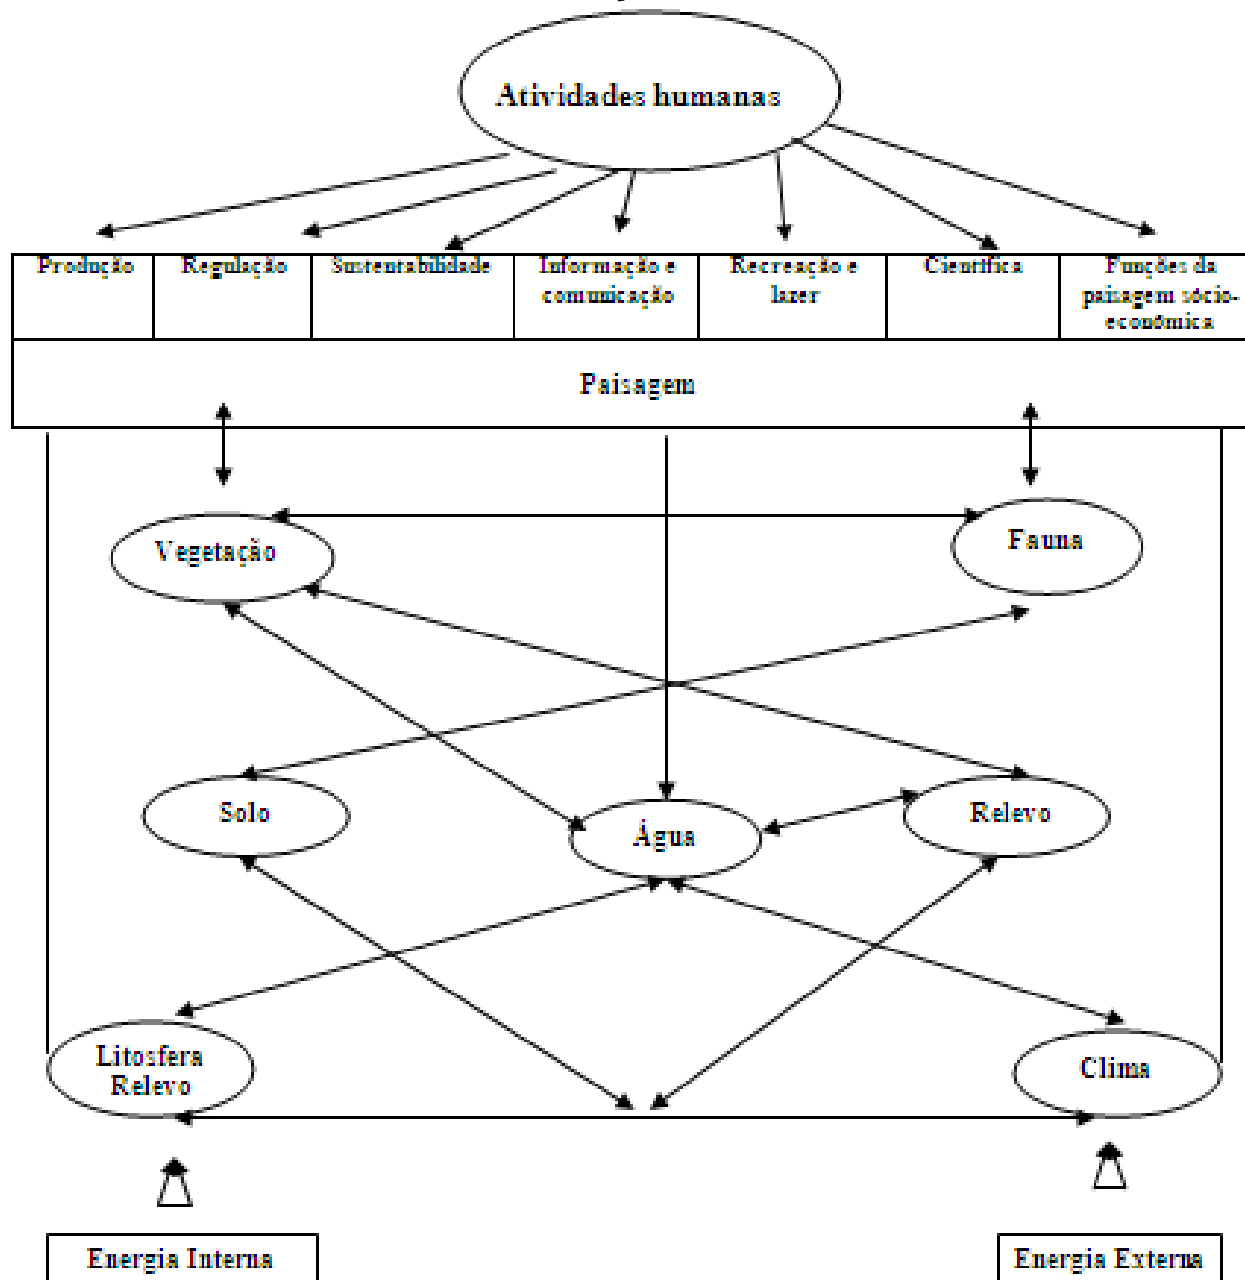 Atividades humanas
Produção
Regulação
Sustentabilidade
Informação e
comunicação
Recreação e
lazer
Científica
Funções da
paisagem sócio-
econômica
Paisagem
Vegetação
Fauna
Solo
Água
Relevo
Litosfera
Relevo
Clima
Energia Interna
Energia Externa